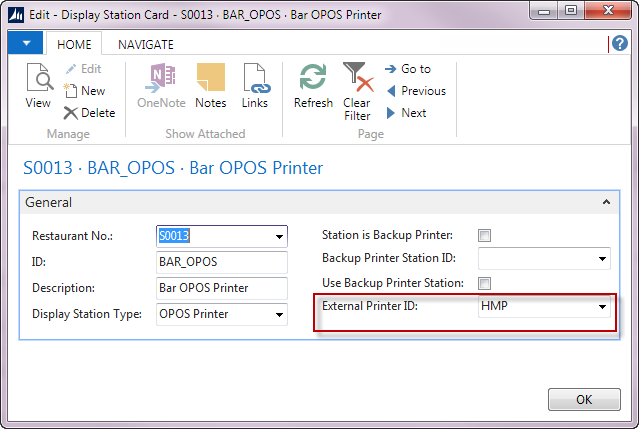 Edit - Display Station Card - S0013 · BAR_OPOS · Bar OPOS Printer
HOME NAVIGATE
View
Edit
New
Delete
Manage
OneNote Notes Links
Show Attached
Refresh Clear Filter
Go to
Previous
Next
Page
S0013 · BAR_OPOS · Bar OPOS Printer
General
Restaurant No.: S0013
ID: BAR_OPOS
Description: Bar OPOS Printer
Display Station Type: OPOS Printer
Station is Backup Printer:
Backup Printer Station ID:
Use Backup Printer Station:
External Printer ID: HMP
OK